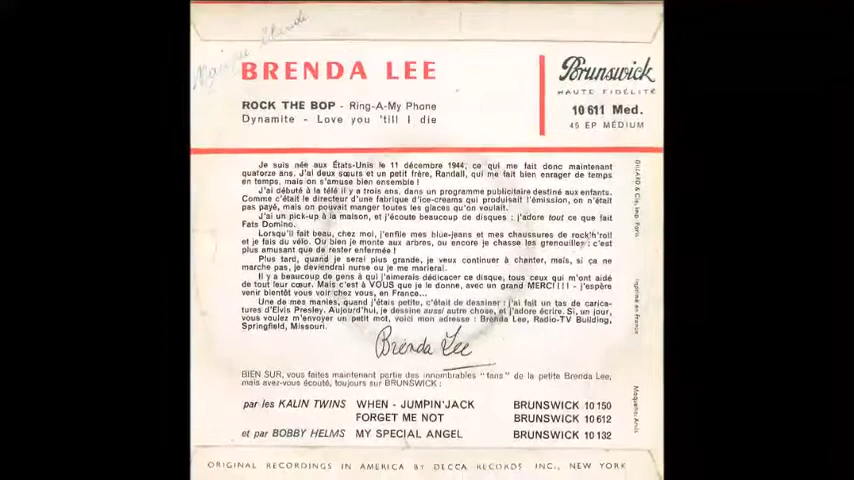 BRENDA LEE
Brunswick
HAUTE FIDÉLITÉ
ROCK THE BOP - Ring-A-My Phone
Dynamite - Love you 'till I die
10 611 Med.
45 EP MÉDIUM
Je suis née aux États-Unis le 11 décembre 1944, ce qui me fait donc maintenant
quatorze ans. J'ai deux sœurs et un petit frère, Randall, qui me fait bien enrager de temps
en temps, mais on s'amuse bien ensemble !
J'ai débuté à la télé il y a trois ans, dans un programme publicitaire destiné aux enfants.
Comme c'était le directeur d'une fabrique d'ice-creams qui produisait l'émission, on n'était
pas payé, mais on pouvait manger toutes les glaces qu'on voulait.
J'ai un pick-up à la maison, et j'écoute beaucoup de disques : j'adore tout ce que fait
Fats Domino.
Lorsqu'il fait beau, chez moi, j'enfile mes blue-jeans et mes chaussures de rock'n'roll
et je fais du vélo. Ou bien je monte aux arbres, ou encore je chasse les grenouilles : c'est
plus amusant que de rester enfermée !
Plus tard, quand je serai plus grande, je veux continuer à chanter, mais, si ça ne
marche pas, je deviendrai nurse ou je me marierai.
Il y a beaucoup de gens à qui j'aimerais dédicacer ce disque, tous ceux qui m'ont aidé
de tout leur cœur. Mais c'est à VOUS que je le donne, avec un grand MERCI !!! - j'espère
venir bientôt vous voir chez vous, en France...
Une de mes manies, quand j'étais petite, c'était de dessiner : j'ai fait un tas de carica-
tures d'Elvis Presley. Aujourd'hui, je dessine aussi autre chose, et j'adore écrire. Si, un jour,
vous voulez m'envoyer un petit mot, voici mon adresse : Brenda Lee, Radio-TV Building,
Springfield, Missouri.
Brenda Lee
BIEN SUR, vous faites maintenant partie des innombrables "fans" de la petite Brenda Lee,
mais avez-vous écouté, toujours sur BRUNSWICK :
par les KALIN TWINS WHEN - JUMPIN'JACK BRUNSWICK 10 150
FORGET ME NOT BRUNSWICK 10 612
et par BOBBY HELMS MY SPECIAL ANGEL BRUNSWICK 10 132
DILLARD & Cie, Imp. Paris
Imprimé en France
ORIGINAL RECORDINGS IN AMERICA BY DECCA RECORDS INC., NEW YORK